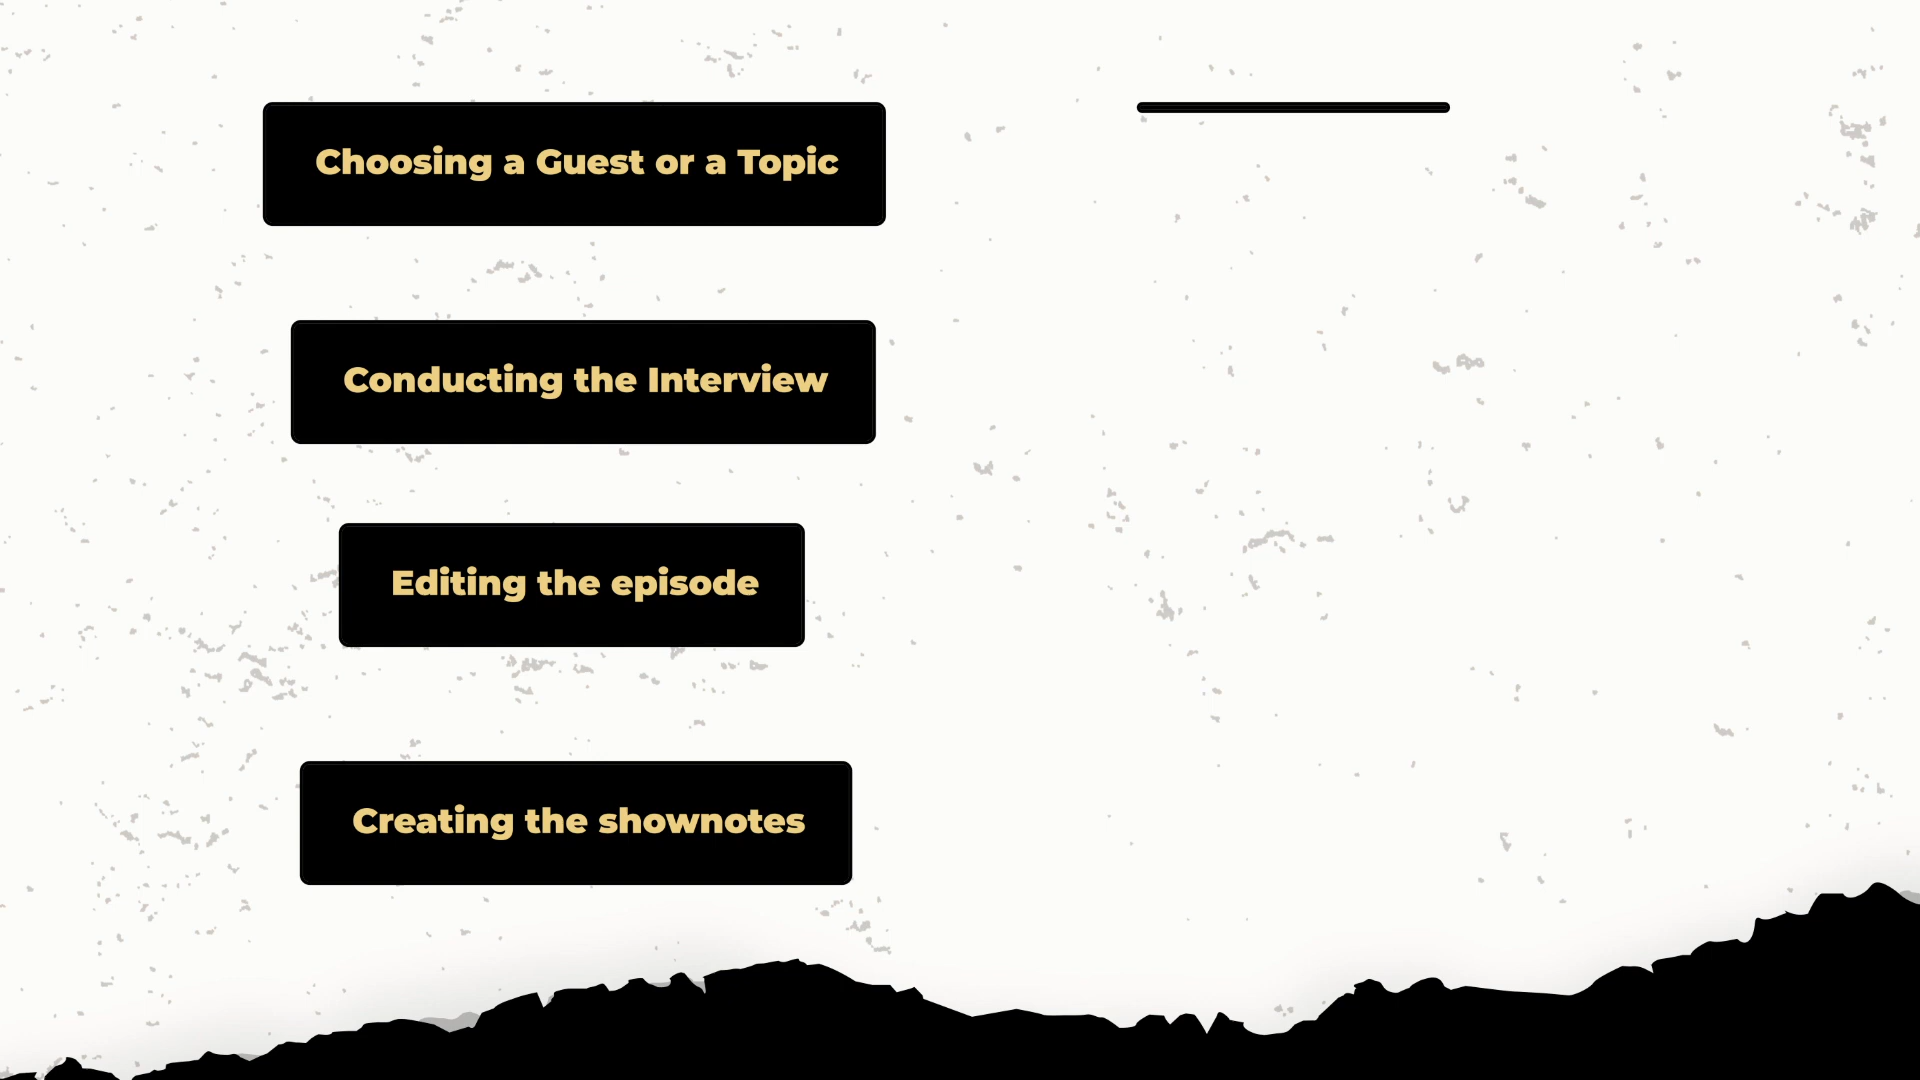 Choosing a Guest or a Topic
Conducting the Interview
Editing the episode
Creating the shownotes